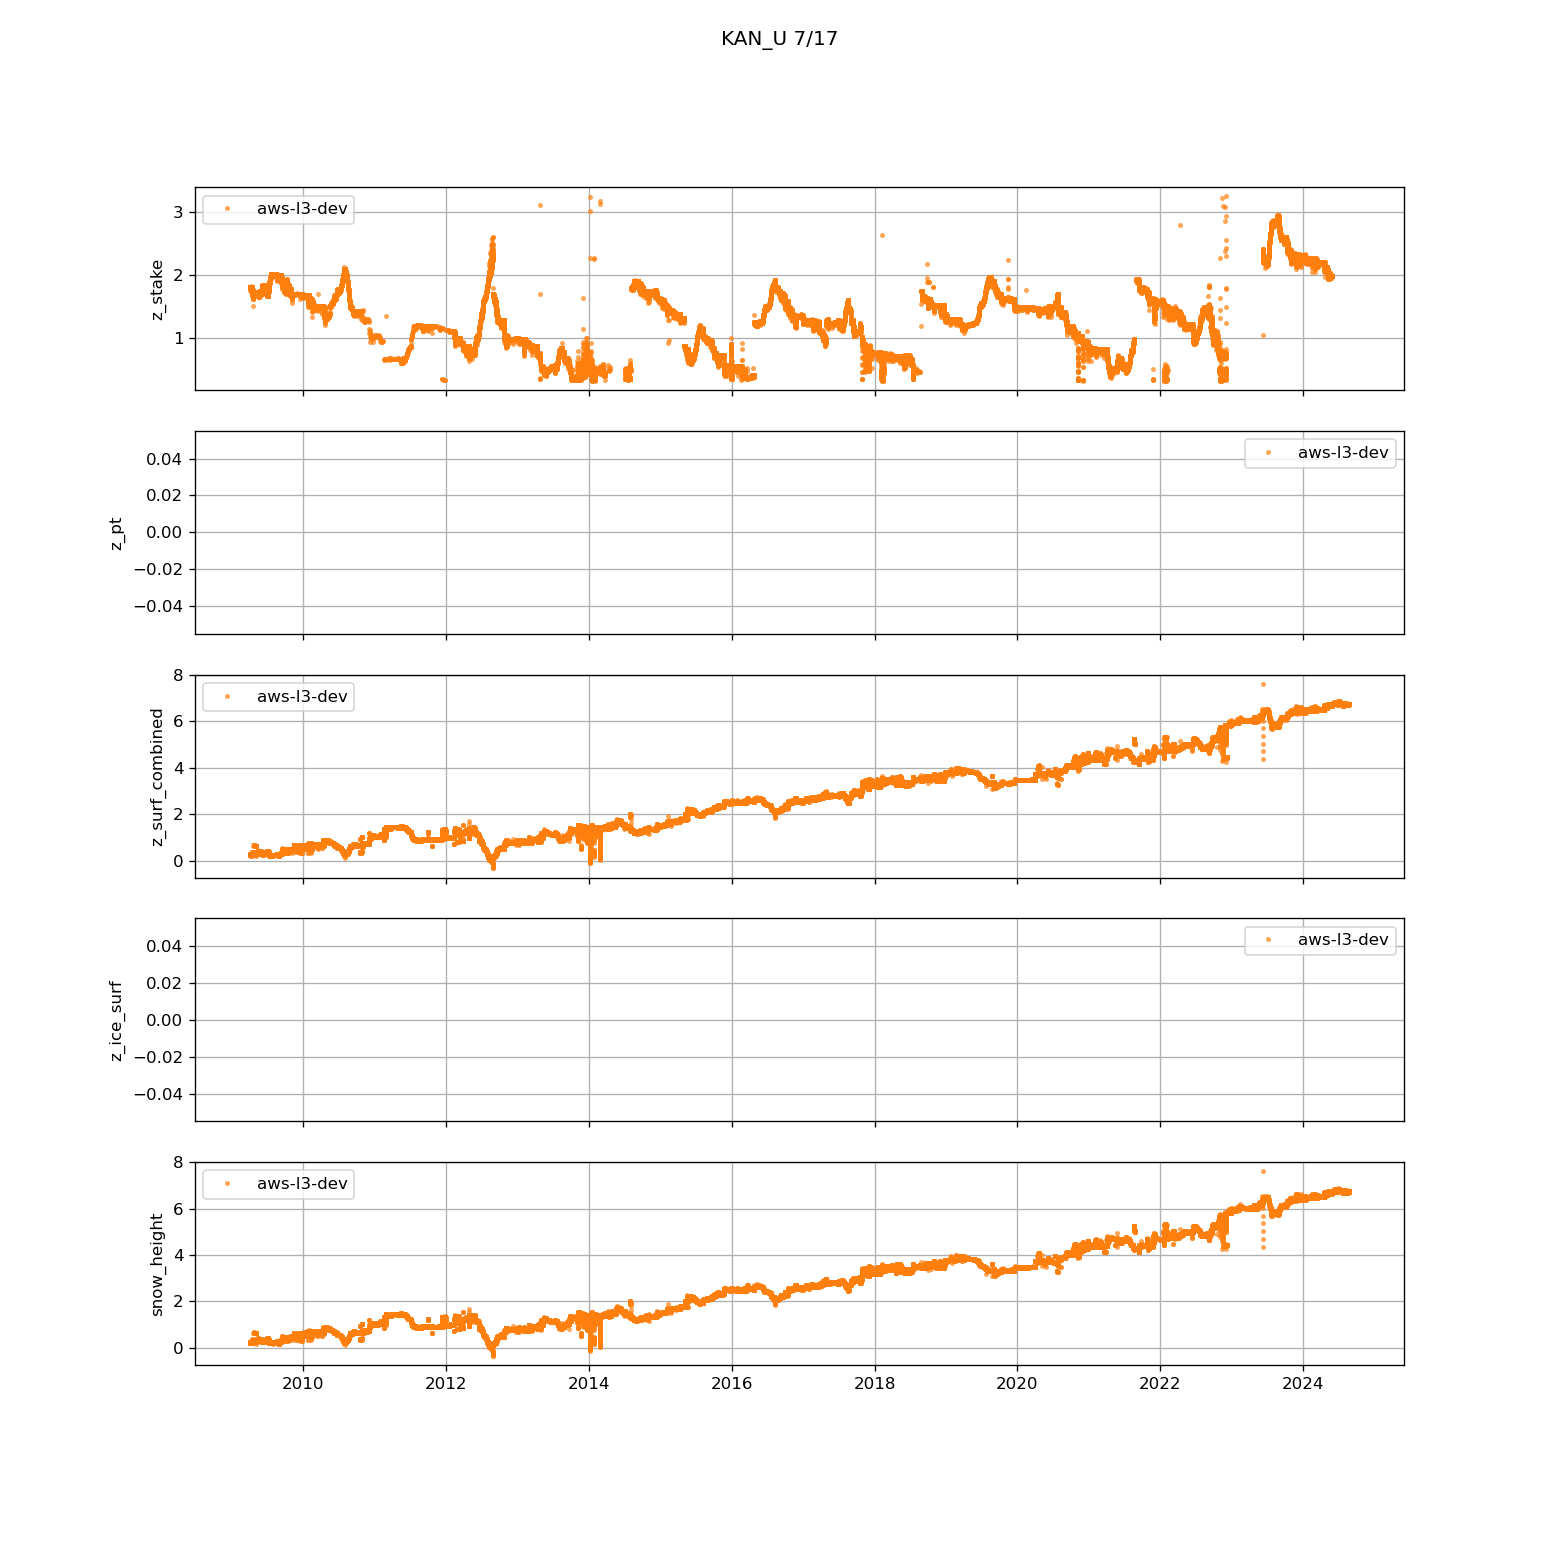 KAN_U 7/17
3
2
1
z_stake
aws-l3-dev
0.04
0.02
0.00
−0.02
−0.04
z_pt
aws-l3-dev
8
6
4
2
0
z_surf_combined
aws-l3-dev
0.04
0.02
0.00
−0.02
−0.04
z_ice_surf
aws-l3-dev
8
6
4
2
0
snow_height
aws-l3-dev
2010 2012 2014 2016 2018 2020 2022 2024